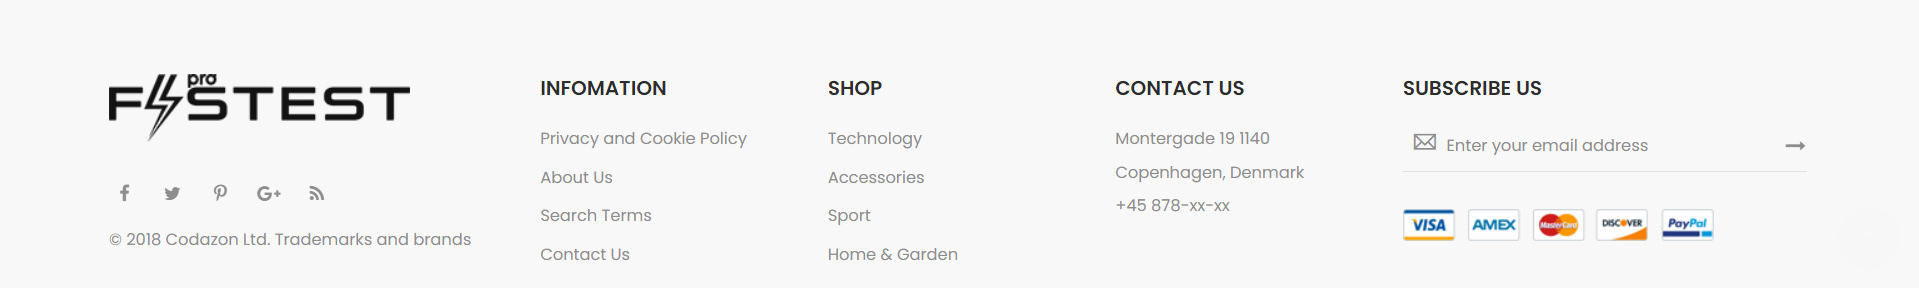 pro
FASTEST
© 2018 Codazon Ltd. Trademarks and brands
INFOMATION
Privacy and Cookie Policy
About Us
Search Terms
Contact Us
SHOP
Technology
Accessories
Sport
Home & Garden
CONTACT US
Montergade 19 1140
Copenhagen, Denmark
+45 878-xx-xx
SUBSCRIBE US
Enter your email address
VISA
AMEX
MasterCard
DISCOVER
PayPal